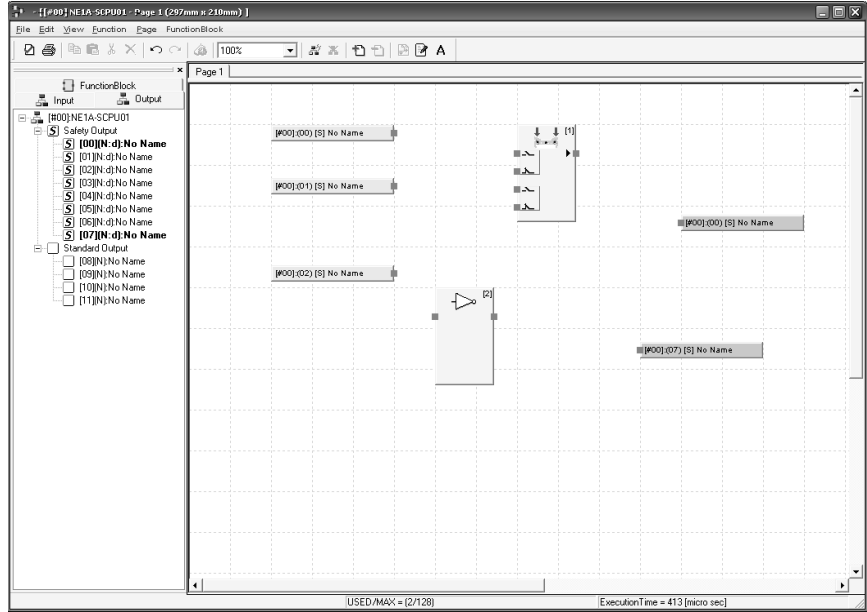 - [[#00] NE1A-SCPU01 - Page 1 (297mm x 210mm) ]
File Edit View Function Page FunctionBlock
100%
A
FunctionBlock
Input Output
[#00]:NE1A-SCPU01
Safety Output
[00](N:d):No Name
[01](N:d):No Name
[02](N:d):No Name
[03](N:d):No Name
[04](N:d):No Name
[05](N:d):No Name
[06](N:d):No Name
[07](N:d):No Name
Standard Output
[08](N):No Name
[09](N):No Name
[10](N):No Name
[11](N):No Name
Page 1
[#00]:(00) [S] No Name
[1]
[#00]:(01) [S] No Name
[#00]:(00) [S] No Name
[#00]:(02) [S] No Name
[2]
[#00]:(07) [S] No Name
USED/MAX = (2/128)
ExecutionTime = 413 [micro sec]